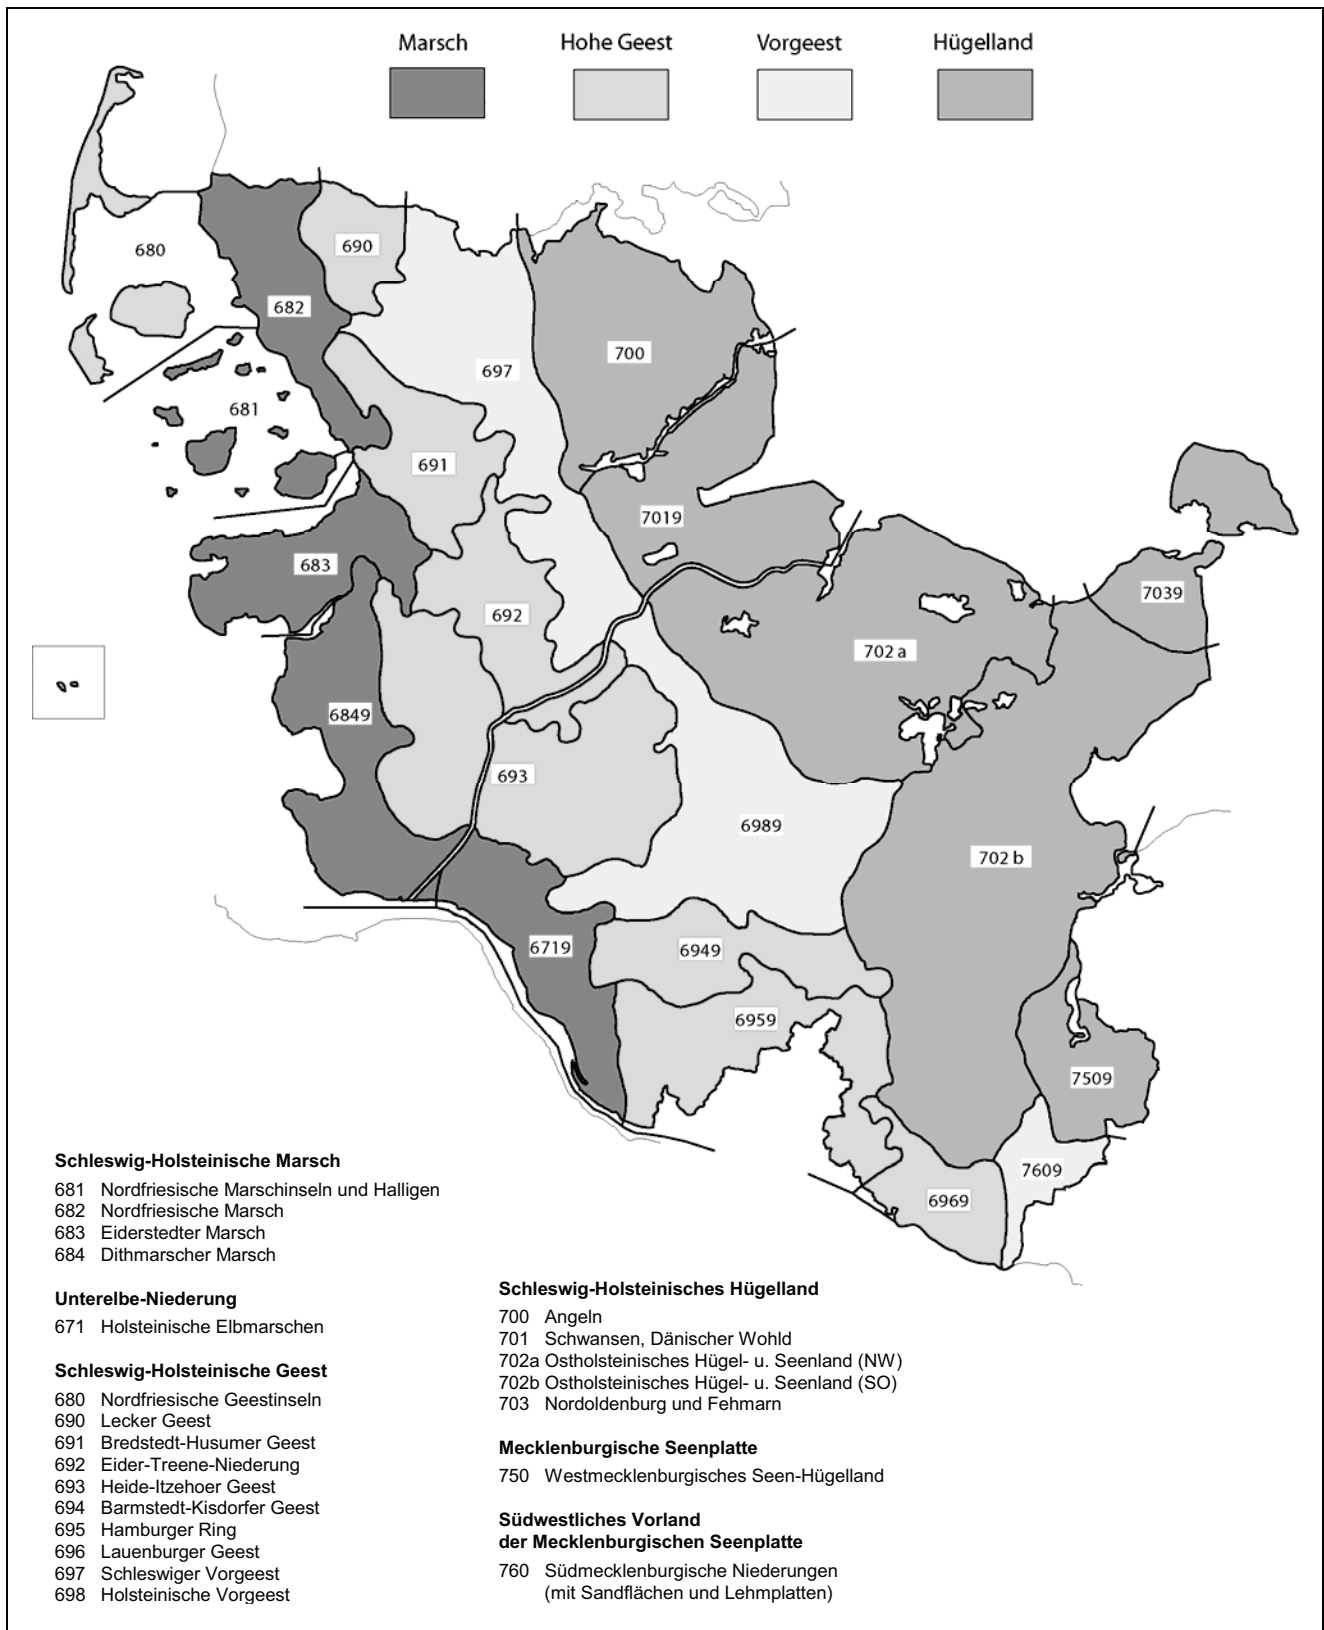 Marsch Hohe Geest Vorgeest Hügelland
680
690
682
700
697
681
691
7019
683
7039
692
702 a
6849
693
6989
702 b
6719
6949
6959
7509
7609
6969
Schleswig-Holsteinische Marsch
681 Nordfriesische Marschinseln und Halligen
682 Nordfriesische Marsch
683 Eiderstedter Marsch
684 Dithmarscher Marsch
Unterelbe-Niederung
671 Holsteinische Elbmarschen
Schleswig-Holsteinische Geest
680 Nordfriesische Geestinseln
690 Lecker Geest
691 Bredstedt-Husumer Geest
692 Eider-Treene-Niederung
693 Heide-Itzehoer Geest
694 Barmstedt-Kisdorfer Geest
695 Hamburger Ring
696 Lauenburger Geest
697 Schleswiger Vorgeest
698 Holsteinische Vorgeest
Schleswig-Holsteinisches Hügelland
700 Angeln
701 Schwansen, Dänischer Wohld
702a Ostholsteinisches Hügel- u. Seenland (NW)
702b Ostholsteinisches Hügel- u. Seenland (SO)
703 Nordoldenburg und Fehmarn
Mecklenburgische Seenplatte
750 Westmecklenburgisches Seen-Hügelland
Südwestliches Vorland
der Mecklenburgischen Seenplatte
760 Südmecklenburgische Niederungen
(mit Sandflächen und Lehmplatten)